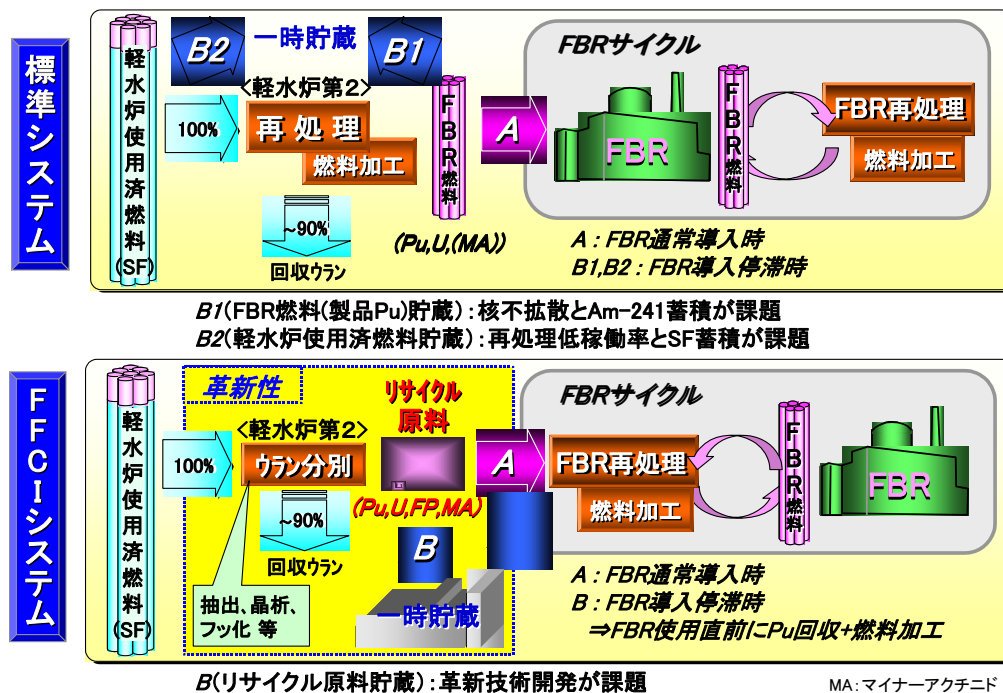 標準システム
軽水炉使用済燃料(SF)
B2
一時貯蔵
B1
<軽水炉第2>
100%
再 処 理
燃料加工
~90%
回収ウラン
FBR燃料
(Pu,U,(MA))
A
FBRサイクル
FBR
FBR燃料
FBR再処理
燃料加工
A : FBR通常導入時
B1,B2 : FBR導入停滞時
B1(FBR燃料(製品Pu)貯蔵) : 核不拡散とAm-241蓄積が課題
B2(軽水炉使用済燃料貯蔵) : 再処理低稼働率とSF蓄積が課題
FFCIシステム
軽水炉使用済燃料(SF)
革新性
<軽水炉第2>
100%
ウラン分別
~90%
回収ウラン
抽出、晶析、
フッ化 等
リサイクル
原料
(Pu,U,FP,MA)
A
B
一時貯蔵
FBRサイクル
FBR再処理
燃料加工
FBR燃料
FBR
A : FBR通常導入時
B : FBR導入停滞時
⇒FBR使用直前にPu回収+燃料加工
B(リサイクル原料貯蔵) : 革新技術開発が課題
MA: マイナーアクチニド